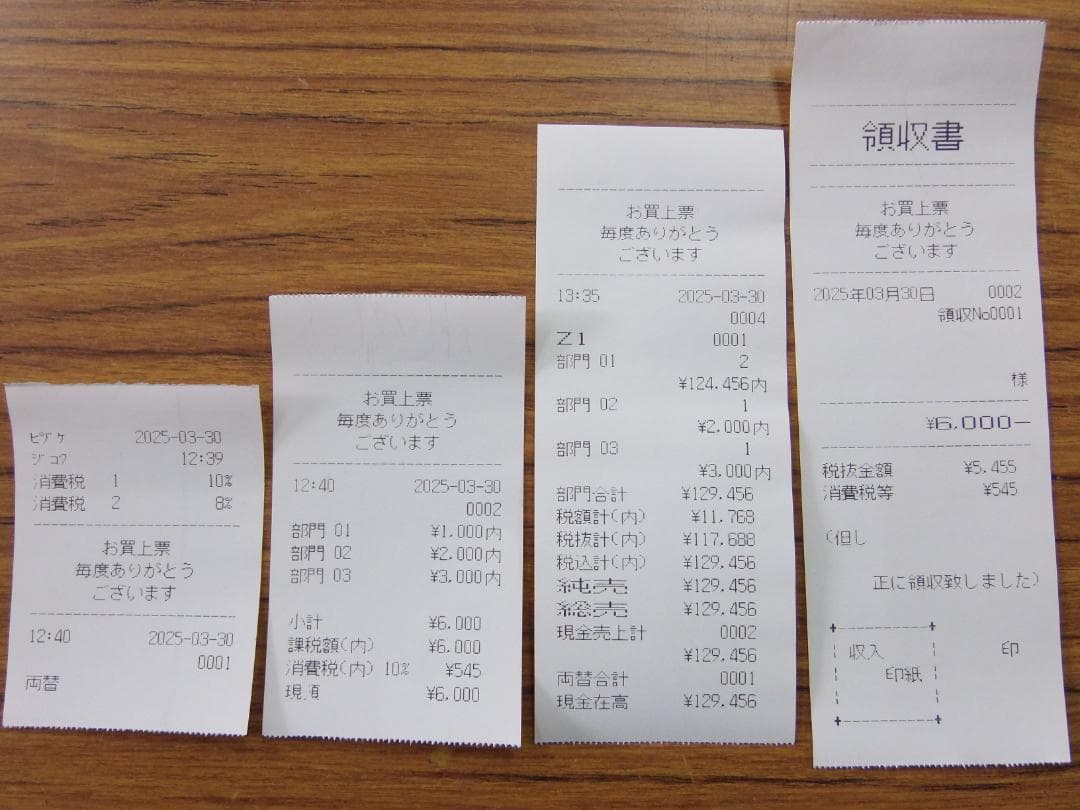 ﾋﾂﾞｹ 2025-03-30
ｼﾞｺｸ 12:39
消費税 1 10%
消費税 2 8%
お買上票
毎度ありがとう
ございます
12:40 2025-03-30
0001
両替
お買上票
毎度ありがとう
ございます
12:40 2025-03-30
0002
部門 01 ¥1,000内
部門 02 ¥2,000内
部門 03 ¥3,000内
小計 ¥6,000
課税額(内) ¥6,000
消費税(内) 10% ¥545
現,頁 ¥6,000
お買上票
毎度ありがとう
ございます
13:35 2025-03-30
0004
Z1 0001
部門 01 2
¥124,456内
部門 02 1
¥2,000内
部門 03 1
¥3,000内
部門合計 ¥129,456
税額計(内) ¥11,768
税抜計(内) ¥117,688
税込計(内) ¥129,456
純売 ¥129,456
総売 ¥129,456
現金売上計 0002
¥129,456
両替合計 0001
現金在高 ¥129,456
領収書
お買上票
毎度ありがとう
ございます
2025年03月30日 0002
領収No0001
様
¥6,000-
税抜金額 ¥5,455
消費税等 ¥545
(但し
正に領収致しました)
収入 印
印紙